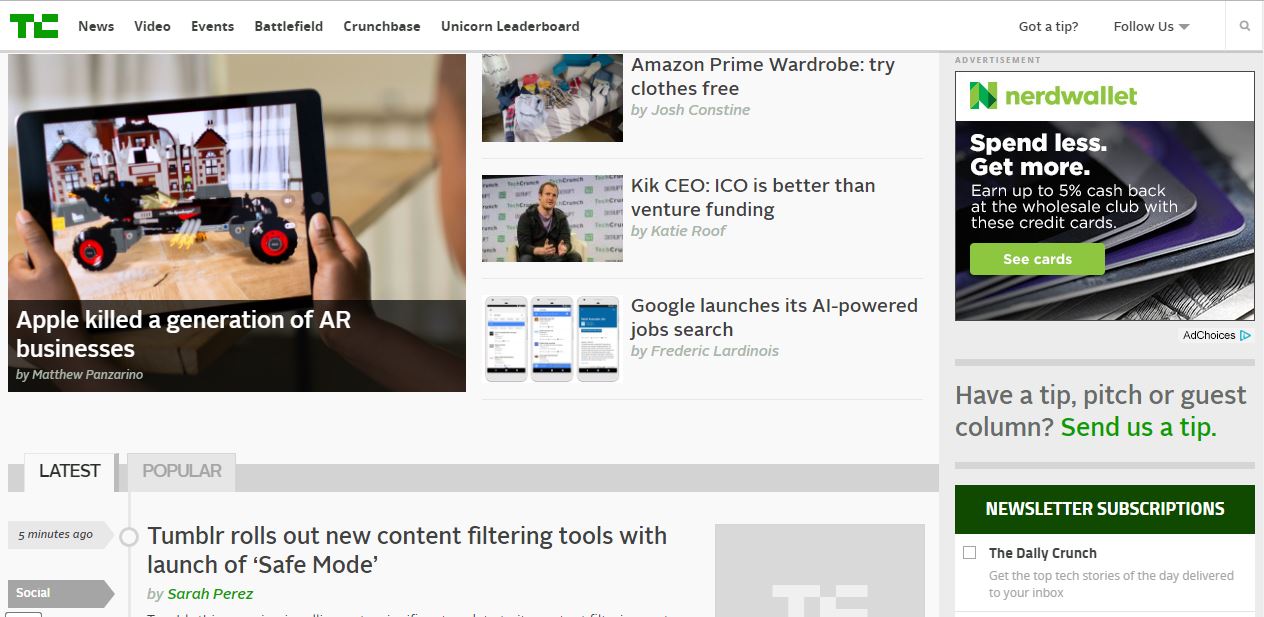 TC News Video Events Battlefield Crunchbase Unicorn Leaderboard Got a tip? Follow Us
Apple killed a generation of AR
businesses
by Matthew Panzarino
Amazon Prime Wardrobe: try
clothes free
by Josh Constine
Kik CEO: ICO is better than
venture funding
by Katie Roof
Google launches its AI-powered
jobs search
by Frederic Lardinois
ADVERTISEMENT
nerdwallet
Spend less.
Get more.
Earn up to 5% cash back
at the wholesale club with
these credit cards.
See cards
AdChoices
Have a tip, pitch or guest
column? Send us a tip.
NEWSLETTER SUBSCRIPTIONS
The Daily Crunch
Get the top tech stories of the day delivered
to your inbox
LATEST POPULAR
5 minutes ago
Social
Tumblr rolls out new content filtering tools with
launch of ‘Safe Mode’
by Sarah Perez
TC